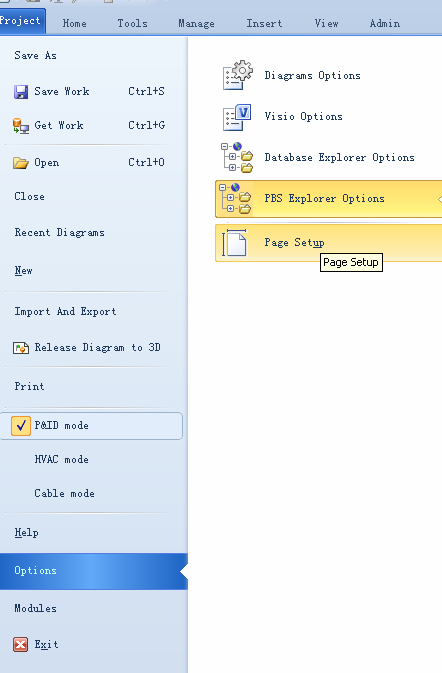 Project Home Tools Manage Insert View Admin
Save As
Save Work Ctrl+S
Get Work Ctrl+G
Open Ctrl+O
Close
Recent Diagrams
New
Import And Export
Release Diagram to 3D
Print
P&ID mode
HVAC mode
Cable mode
Help
Options
Modules
Exit
Diagrams Options
Visio Options
Database Explorer Options
PBS Explorer Options
Page Setup
Page Setup